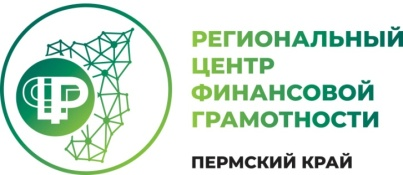 РЕГИОНАЛЬНЫЙ
ЦЕНТР
ФИНАНСОВОЙ
ГРАМОТНОСТИ
ПЕРМСКИЙ КРАЙ